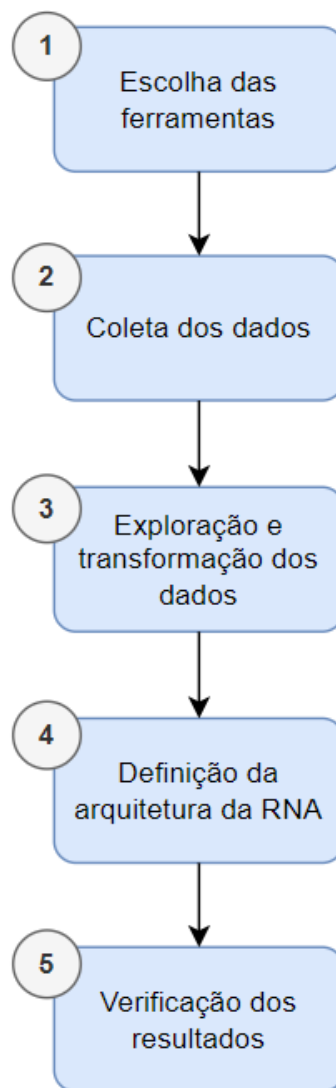 1
Escolha das
ferramentas
2
Coleta dos dados
3
Exploração e
transformação dos
dados
4
Definição da
arquitetura da RNA
5
Verificação dos
resultados